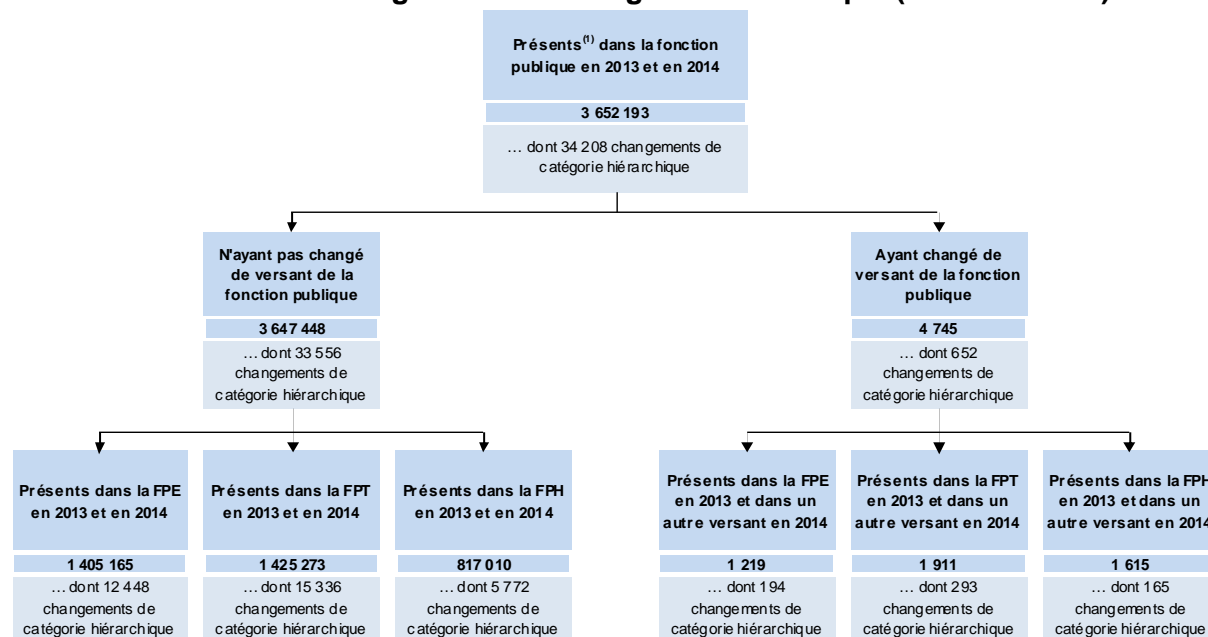 Présents(1) dans la fonction
publique en 2013 et en 2014
3 652 193
… dont 34 208 changements de
catégorie hiérarchique
N'ayant pas changé
de versant de la
fonction publique
3 647 448
… dont 33 556
changements de
catégorie hiérarchique
Ayant changé de
versant de la fonction
publique
4 745
… dont 652
changements de
catégorie hiérarchique
Présents dans la FPE
en 2013 et en 2014
1 405 165
… dont 12 448
changements de
catégorie hiérarchique
Présents dans la FPT
en 2013 et en 2014
1 425 273
… dont 15 336
changements de
catégorie hiérarchique
Présents dans la FPH
en 2013 et en 2014
817 010
… dont 5 772
changements de
catégorie hiérarchique
Présents dans la FPE
en 2013 et dans un
autre versant en 2014
1 219
… dont 194
changements de
catégorie hiérarchique
Présents dans la FPT
en 2013 et dans un
autre versant en 2014
1 911
… dont 293
changements de
catégorie hiérarchique
Présents dans la FPH
en 2013 et dans un
autre versant en 2014
1 615
… dont 165
changements de
catégorie hiérarchique